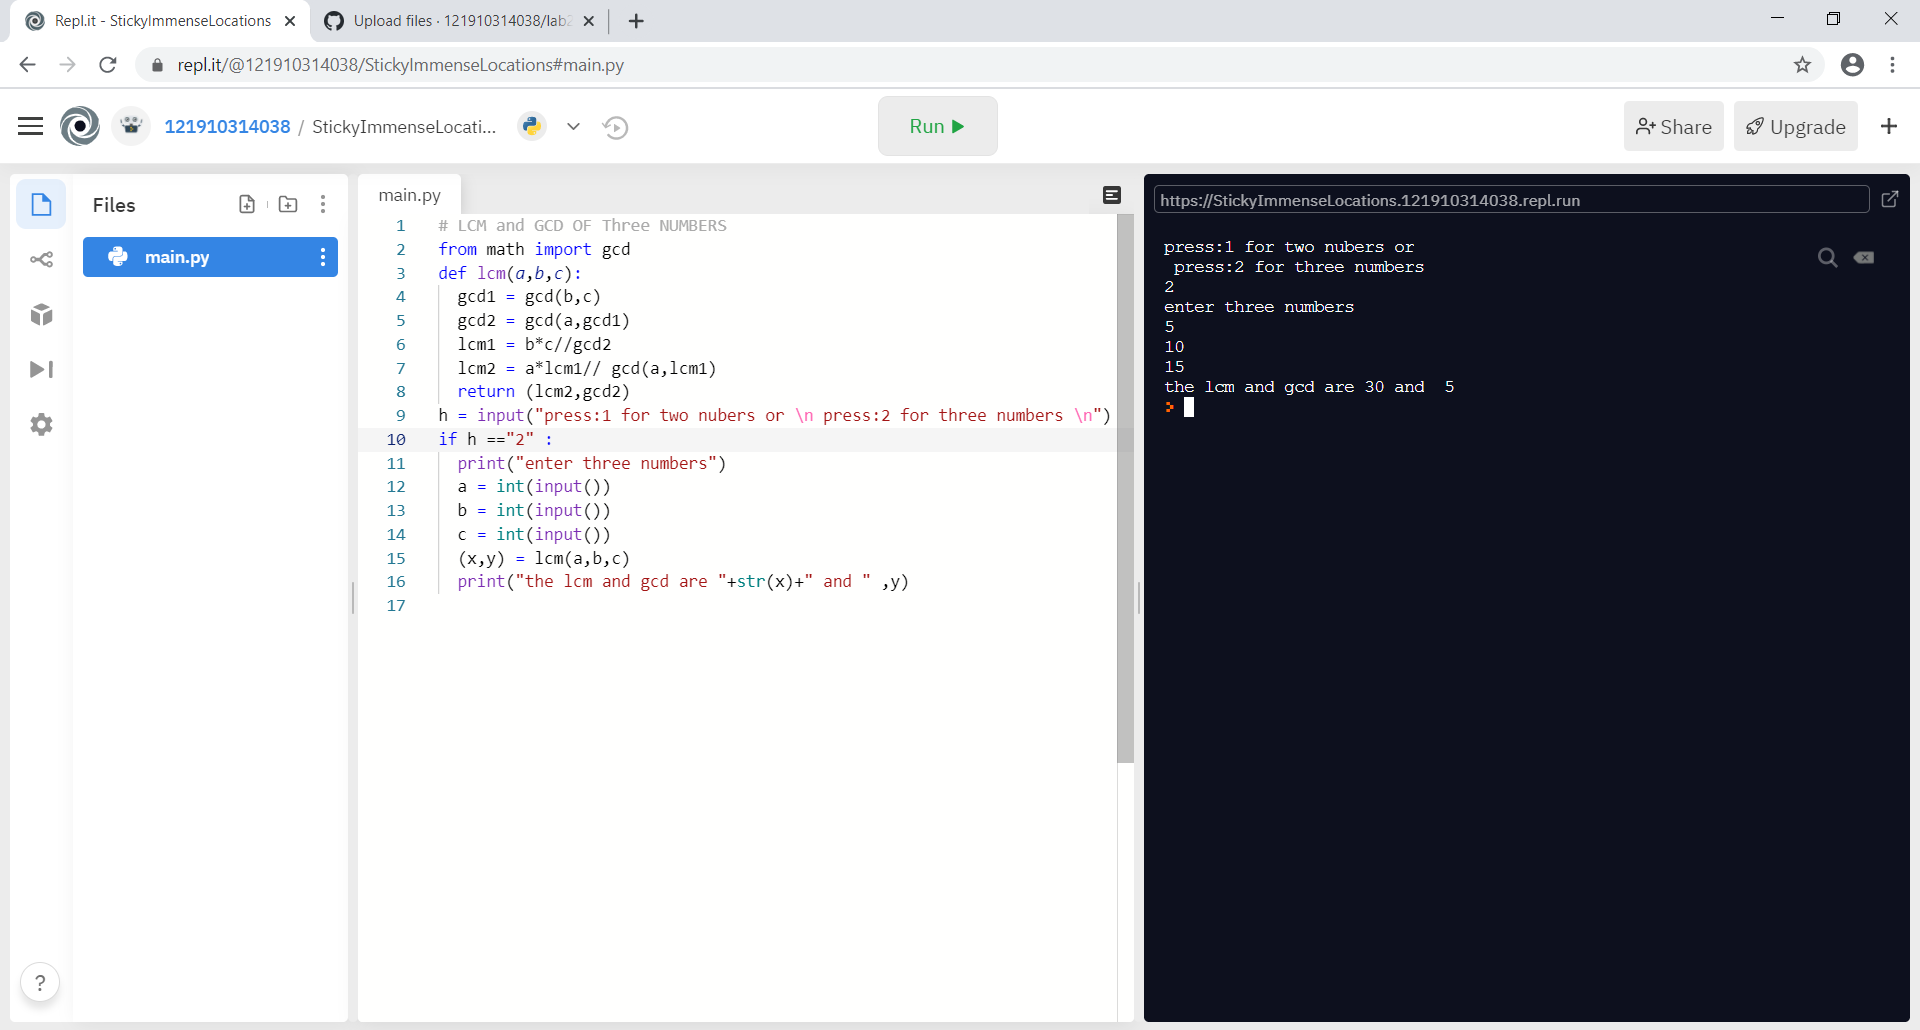 Repl.it - StickyImmenseLocations
Upload files · 121910314038/lab2
repl.it/@121910314038/StickyImmenseLocations#main.py
121910314038 / StickyImmenseLocati...
Run
Share
Upgrade
Files
main.py
main.py
1 # LCM and GCD OF Three NUMBERS
2 from math import gcd
3 def lcm(a,b,c):
4 gcd1 = gcd(b,c)
5 gcd2 = gcd(a,gcd1)
6 lcm1 = b*c//gcd2
7 lcm2 = a*lcm1// gcd(a,lcm1)
8 return (lcm2,gcd2)
9 h = input("press:1 for two nubers or \n press:2 for three numbers \n")
10 if h =="2" :
11 print("enter three numbers")
12 a = int(input())
13 b = int(input())
14 c = int(input())
15 (x,y) = lcm(a,b,c)
16 print("the lcm and gcd are "+str(x)+" and " ,y)
17
https://StickyImmenseLocations.121910314038.repl.run
press:1 for two nubers or
press:2 for three numbers
2
enter three numbers
5
10
15
the lcm and gcd are 30 and  5
>
?